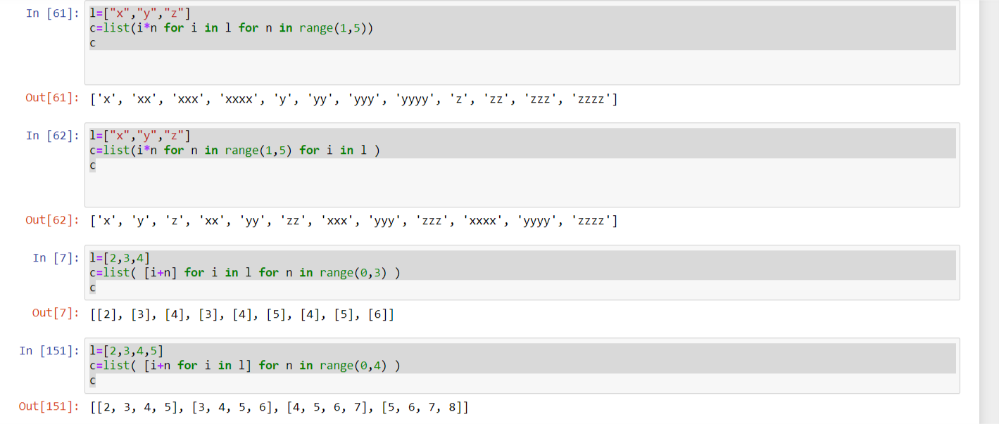 In [61]: l=["x","y","z"]
c=list(i*n for i in l for n in range(1,5))
c
Out[61]: ['x', 'xx', 'xxx', 'xxxx', 'y', 'yy', 'yyy', 'yyyy', 'z', 'zz', 'zzz', 'zzzz']
In [62]: l=["x","y","z"]
c=list(i*n for n in range(1,5) for i in l )
c
Out[62]: ['x', 'y', 'z', 'xx', 'yy', 'zz', 'xxx', 'yyy', 'zzz', 'xxxx', 'yyyy', 'zzzz']
In [7]: l=[2,3,4]
c=list( [i+n] for i in l for n in range(0,3) )
c
Out[7]: [[2], [3], [4], [3], [4], [5], [4], [5], [6]]
In [151]: l=[2,3,4,5]
c=list( [i+n for i in l] for n in range(0,4) )
c
Out[151]: [[2, 3, 4, 5], [3, 4, 5, 6], [4, 5, 6, 7], [5, 6, 7, 8]]